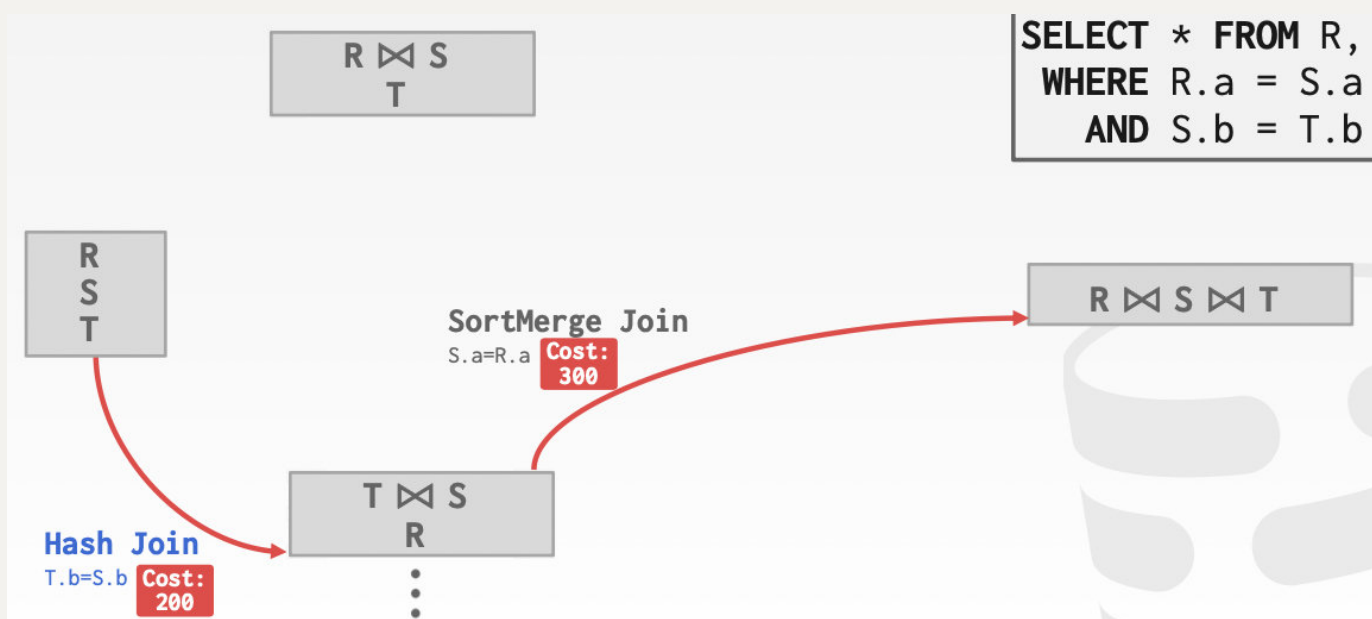 R ⋈ S
T
SELECT * FROM R,
WHERE R.a = S.a
AND S.b = T.b
R
S
T
R ⋈ S ⋈ T
SortMerge Join
S.a=R.a
Cost:
300
T ⋈ S
R
Hash Join
T.b=S.b
Cost:
200